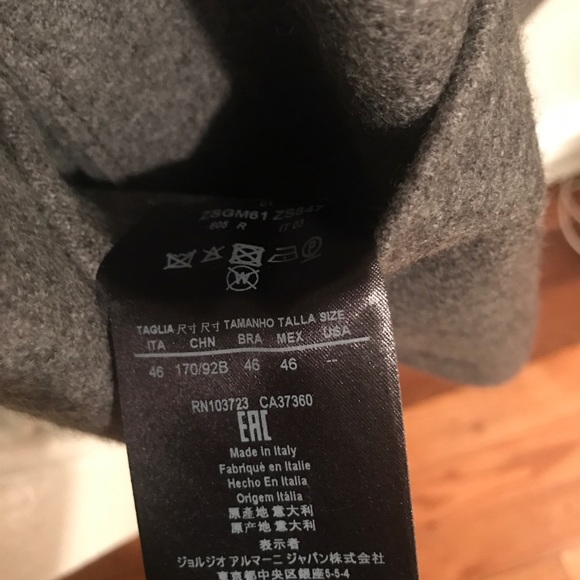 ZSGM61 ZS847
606 R IT 03
TAGLIA 尺寸 尺寸 TAMANHO TALLA SIZE
ITA CHN BRA MEX USA
46 170/92B 46 46 --
RN103723 CA37360
EAC
Made in Italy
Fabriqué en Italie
Hecho En Italia
Origem Itália
原產地 意大利
原产地 意大利
表示者
ジョルジオ アルマーニ ジャパン株式会社
東京都中央区銀座5-5-4